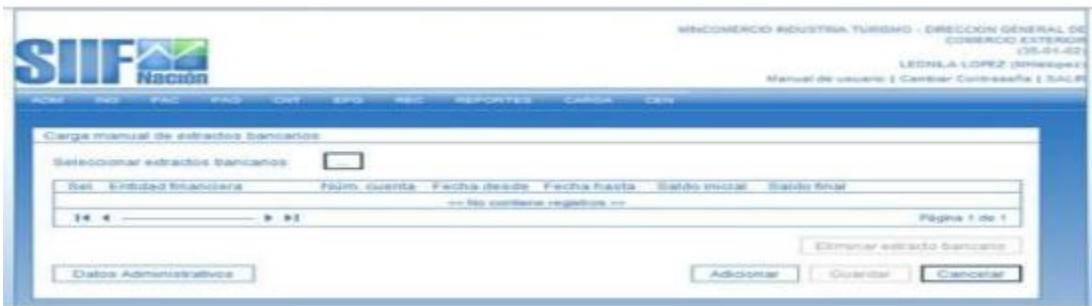 MINCOMERCIO INDUSTRIA TURISMO - DIRECCION GENERAL DE
COMERCIO EXTERIOR
(35-01-02)
SIIF
Nación
LEONILA LOPEZ
Manual de usuario | Cambiar Contraseña | SALIR
ADM ING PAC PAG CNT EPG REC REPORTES CARGA CEN
Carga manual de extractos bancarios
Seleccionar extractos bancarios ...
Sel. Entidad financiera Núm. cuenta Fecha desde Fecha hasta Saldo inicial Saldo final
<< No contiene registros >>
Página 1 de 1
Eliminar extracto bancario
Datos Administrativos Adicionar Guardar Cancelar